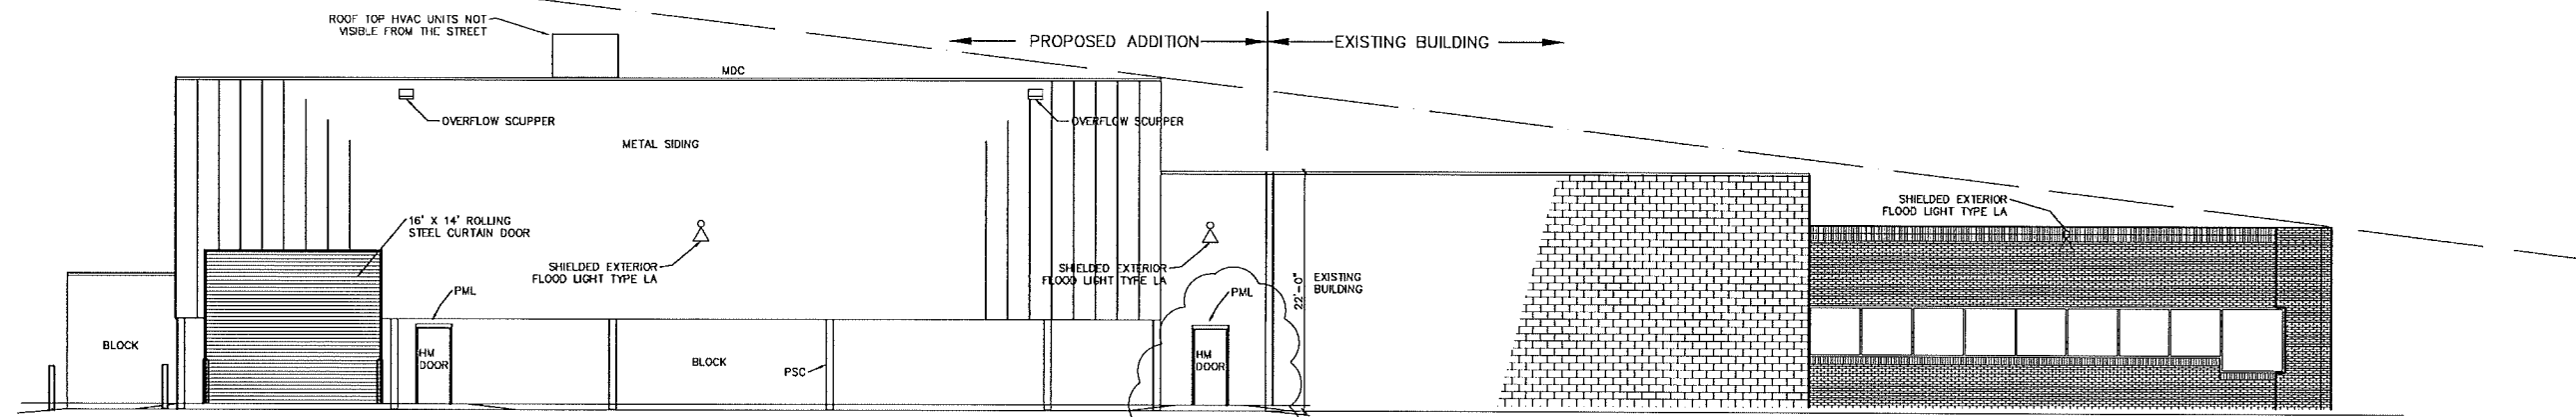 ROOF TOP HVAC UNITS NOT
VISIBLE FROM THE STREET
PROPOSED ADDITION
EXISTING BUILDING
MDC
OVERFLOW SCUPPER
OVERFLOW SCUPPER
METAL SIDING
16' X 14' ROLLING
STEEL CURTAIN DOOR
SHIELDED EXTERIOR
FLOOD LIGHT TYPE LA
SHIELDED EXTERIOR
FLOOD LIGHT TYPE LA
SHIELDED EXTERIOR
FLOOD LIGHT TYPE LA
22'-0"
EXISTING
BUILDING
PML
PML
BLOCK
HM
DOOR
BLOCK
PSC
HM
DOOR